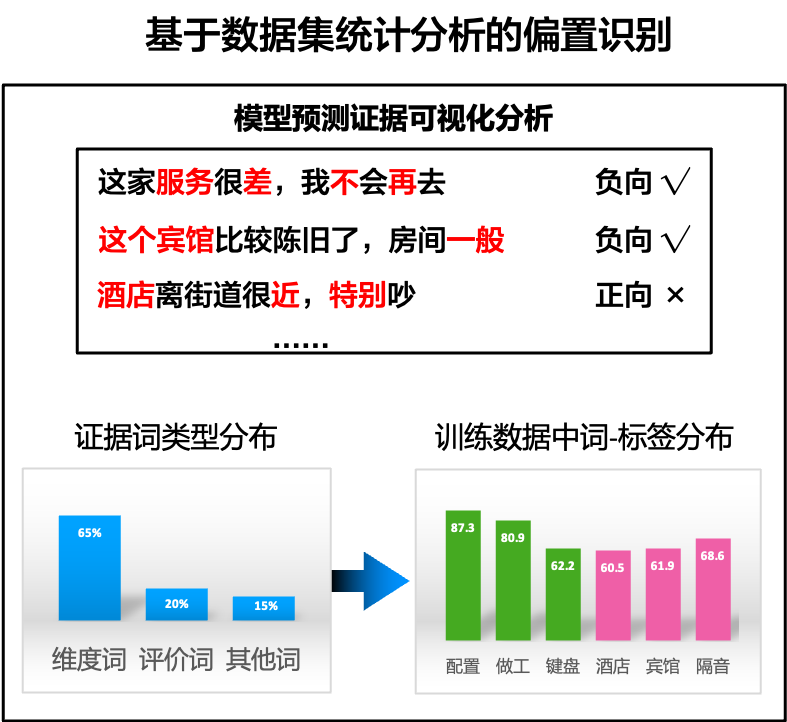 基于数据集统计分析的偏置识别
模型预测证据可视化分析
这家服务很差，我不会再去 负向 √
这个宾馆比较陈旧了，房间一般 负向 √
酒店离街道很近，特别吵 正向 ×
……
证据词类型分布
65%
20%
15%
维度词 评价词 其他词
训练数据中词-标签分布
87.3
80.9
62.2
60.5
61.9
68.6
配置 做工 键盘 酒店 宾馆 隔音